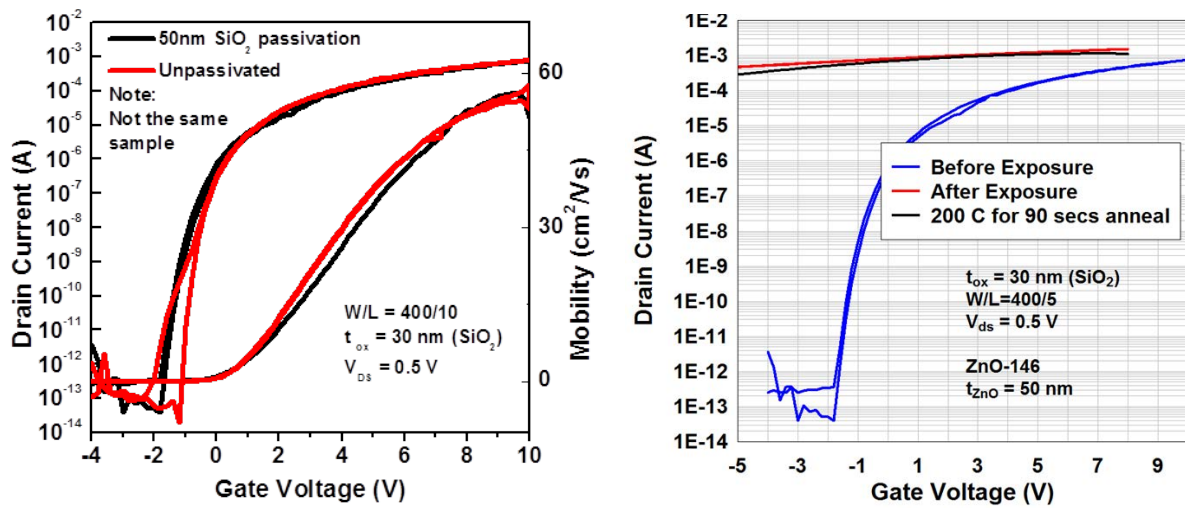 10⁻²
10⁻³
10⁻⁴
10⁻⁵
10⁻⁶
10⁻⁷
10⁻⁸
10⁻⁹
10⁻¹⁰
10⁻¹¹
10⁻¹²
10⁻¹³
10⁻¹⁴
Drain Current (A)
50nm SiO₂ passivation
Unpassivated
Note:
Not the same
sample
W/L = 400/10
t ox = 30 nm (SiO₂)
V DS = 0.5 V
60
30
0
Mobility (cm²/Vs)
-4 -2 0 2 4 6 8 10
Gate Voltage (V)
1E-2
1E-3
1E-4
1E-5
1E-6
1E-7
1E-8
1E-9
1E-10
1E-11
1E-12
1E-13
1E-14
Drain Current (A)
Before Exposure
After Exposure
200 C for 90 secs anneal
tox = 30 nm (SiO₂)
W/L=400/5
Vds = 0.5 V
ZnO-146
tZnO = 50 nm
-5 -3 -1 1 3 5 7 9
Gate Voltage (V)